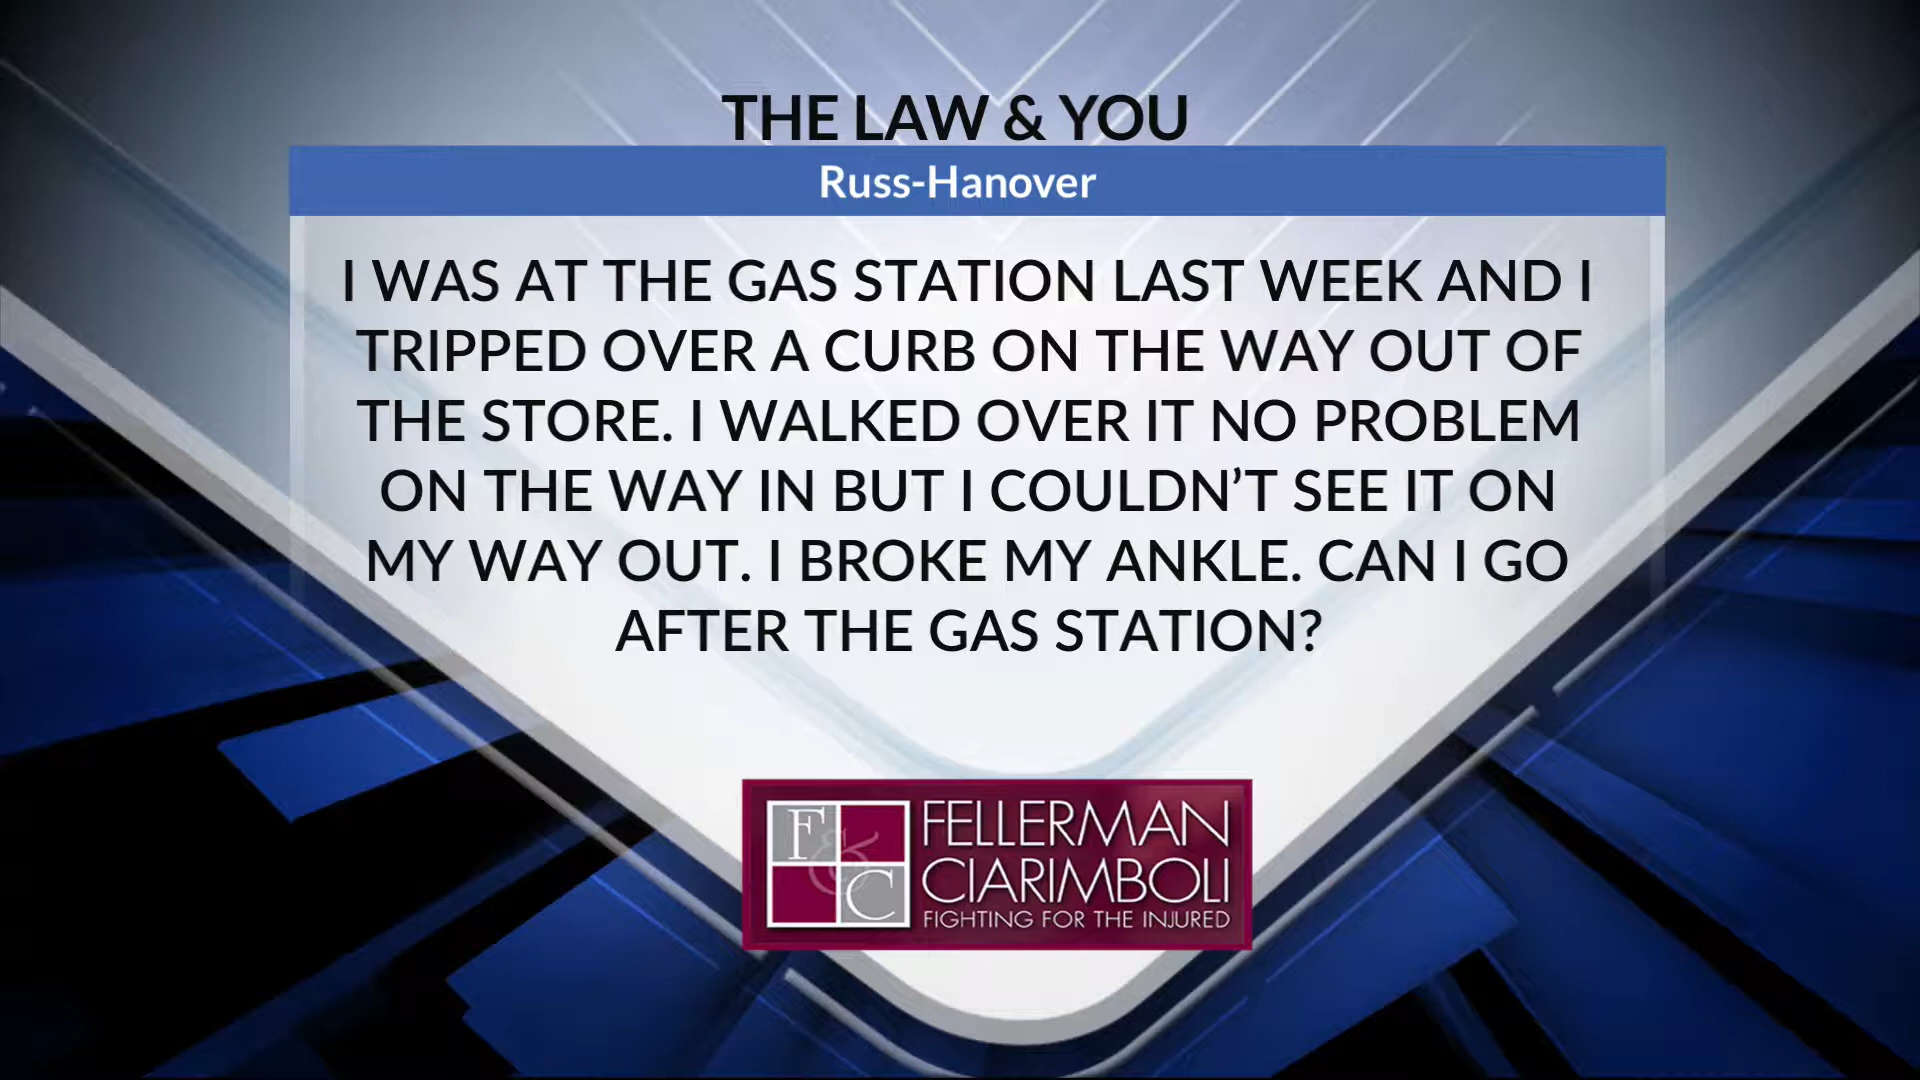 THE LAW & YOU
Russ-Hanover
I WAS AT THE GAS STATION LAST WEEK AND I
TRIPPED OVER A CURB ON THE WAY OUT OF
THE STORE. I WALKED OVER IT NO PROBLEM
ON THE WAY IN BUT I COULDN’T SEE IT ON
MY WAY OUT. I BROKE MY ANKLE. CAN I GO
AFTER THE GAS STATION?
F & C
FELLERMAN
CIARIMBOLI
FIGHTING FOR THE INJURED